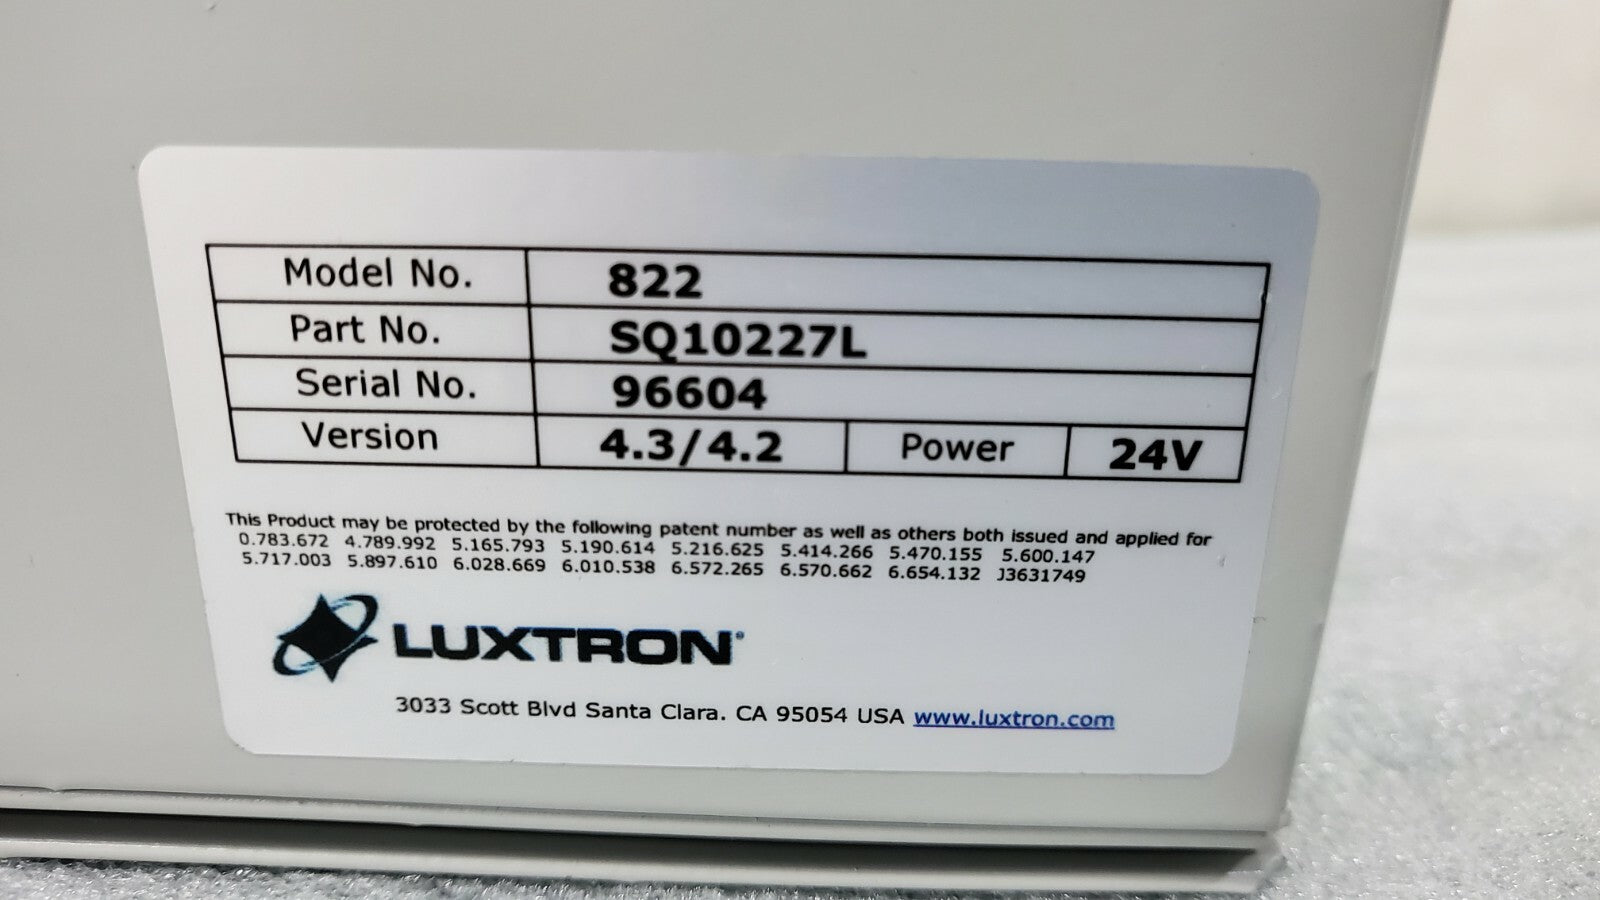 Model No. 822
Part No. SQ10227L
Serial No. 96604
Version 4.3/4.2 Power 24V
This Product may be protected by the following patent number as well as others both issued and applied for
0.783.672 4.789.992 5.165.793 5.190.614 5.216.625 5.414.266 5.470.155 5.600.147
5.717.003 5.897.610 6.028.669 6.010.538 6.572.265 6.570.662 6.654.132 J3631749
LUXTRON®
3033 Scott Blvd Santa Clara. CA 95054 USA www.luxtron.com